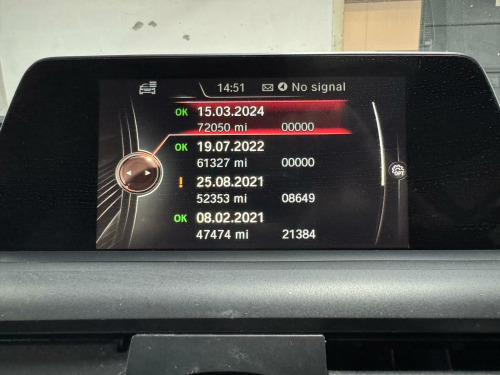 14:51 No signal
OK 15.03.2024
72050 mi 00000
OK 19.07.2022
61327 mi 00000
! 25.08.2021
52353 mi 08649
OK 08.02.2021
47474 mi 21384
OPT